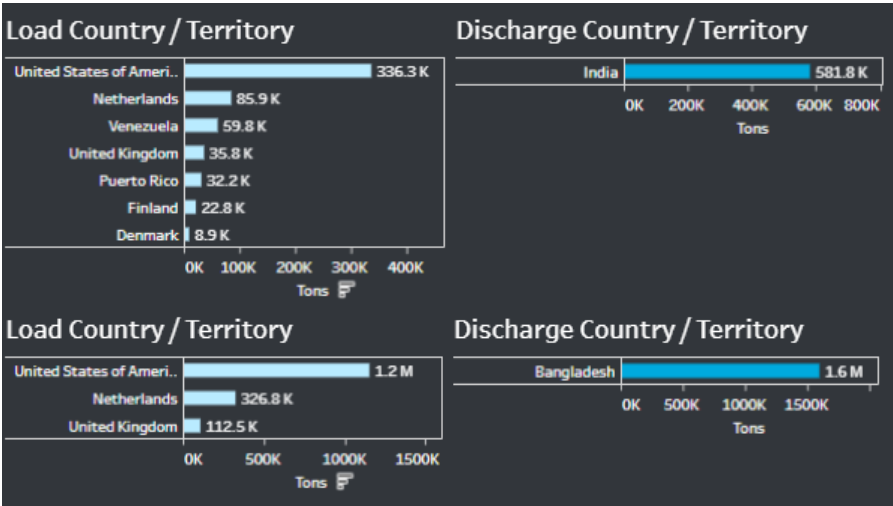 Load Country / Territory
United States of Ameri.. 336.3 K
Netherlands 85.9 K
Venezuela 59.8 K
United Kingdom 35.8 K
Puerto Rico 32.2 K
Finland 22.8 K
Denmark 8.9 K
0K 100K 200K 300K 400K
Tons
Discharge Country / Territory
India 581.8 K
0K 200K 400K 600K 800K
Tons
Load Country / Territory
United States of Ameri.. 1.2 M
Netherlands 326.8 K
United Kingdom 112.5 K
0K 500K 1000K 1500K
Tons
Discharge Country / Territory
Bangladesh 1.6 M
0K 500K 1000K 1500K
Tons